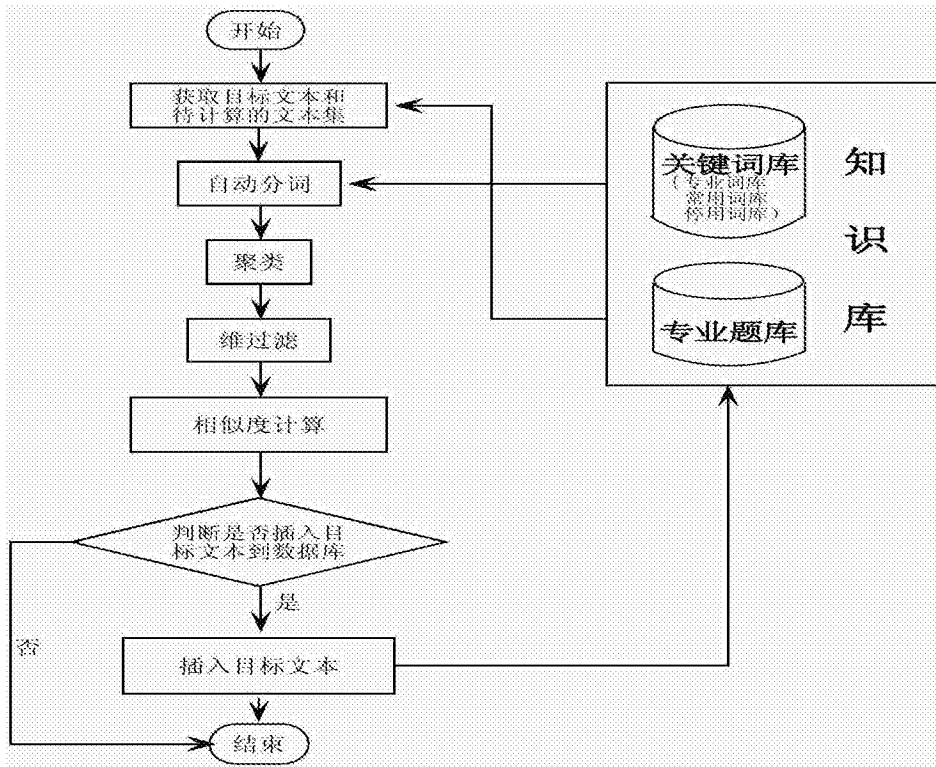 开始
获取目标文本和
待计算的文本集
自动分词
聚类
维过滤
相似度计算
判断是否插入目
标文本到数据库
是
否
插入目标文本
结束
关键词库
（专业词库
常用词库
停用词库）
专业题库
知
识
库